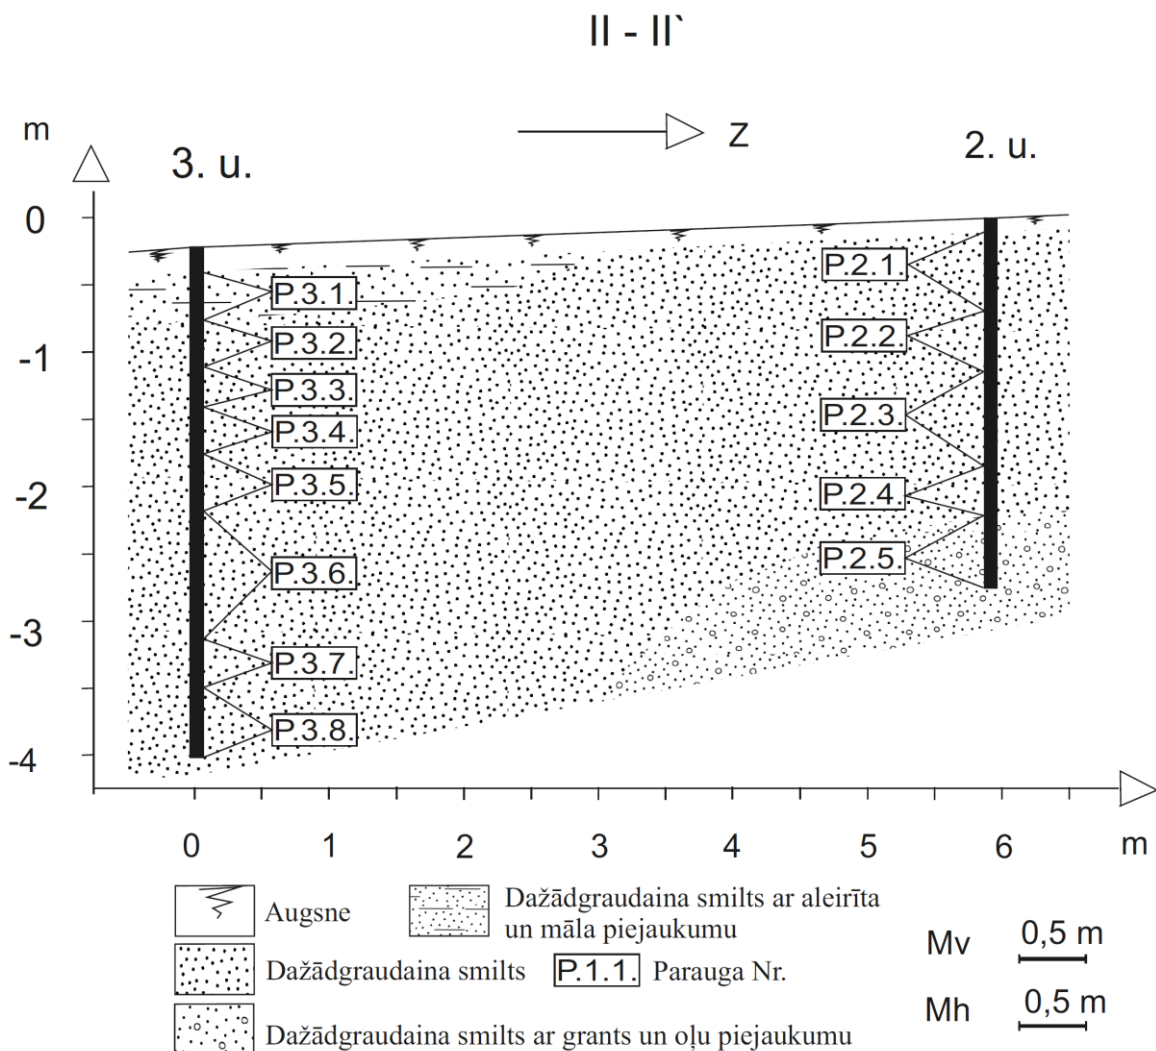 II - II`
m
Z
3. u.
2. u.
0
-1
-2
-3
-4
P.3.1.
P.3.2.
P.3.3.
P.3.4.
P.3.5.
P.3.6.
P.3.7.
P.3.8.
P.2.1.
P.2.2.
P.2.3.
P.2.4.
P.2.5.
0 1 2 3 4 5 6 m
Augsne
Dažādgraudaina smilts ar aleirīta
un māla piejaukumu
Dažādgraudaina smilts
P.1.1. Parauga Nr.
Dažādgraudaina smilts ar grants un oļu piejaukumu
Mv 0,5 m
Mh 0,5 m